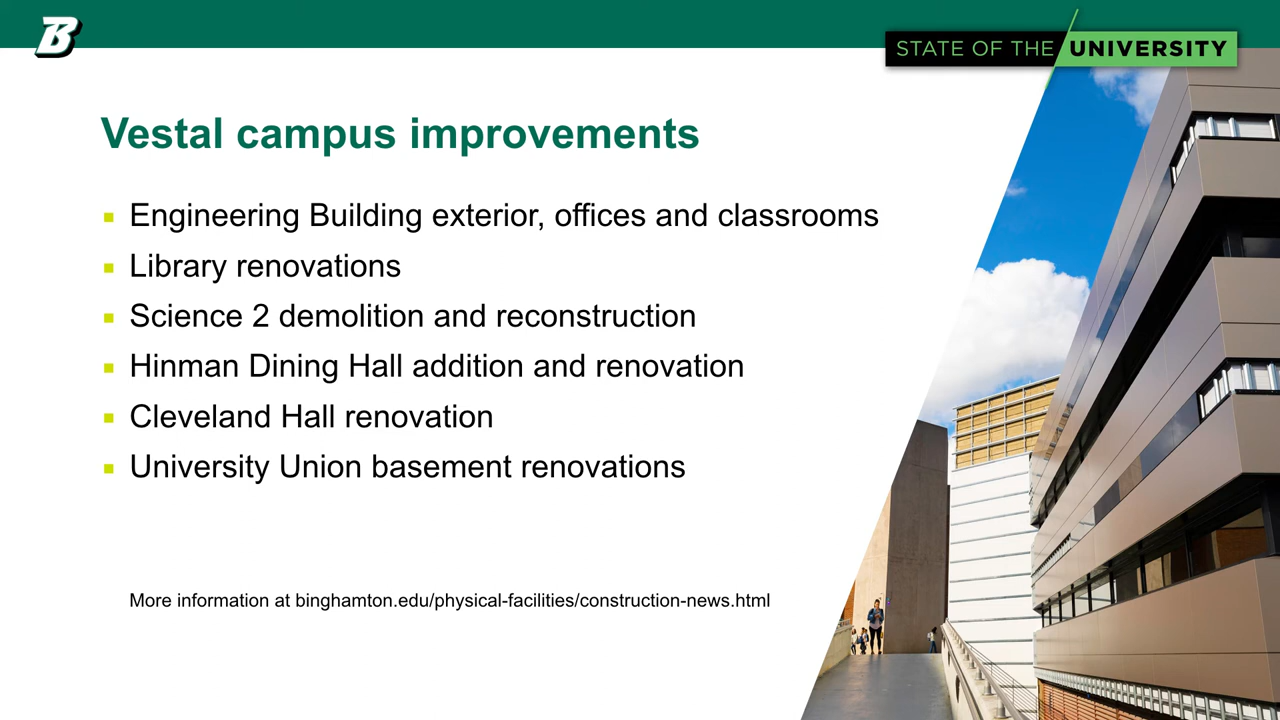 B
STATE OF THE UNIVERSITY
Vestal campus improvements
Engineering Building exterior, offices and classrooms
Library renovations
Science 2 demolition and reconstruction
Hinman Dining Hall addition and renovation
Cleveland Hall renovation
University Union basement renovations
More information at binghamton.edu/physical-facilities/construction-news.html